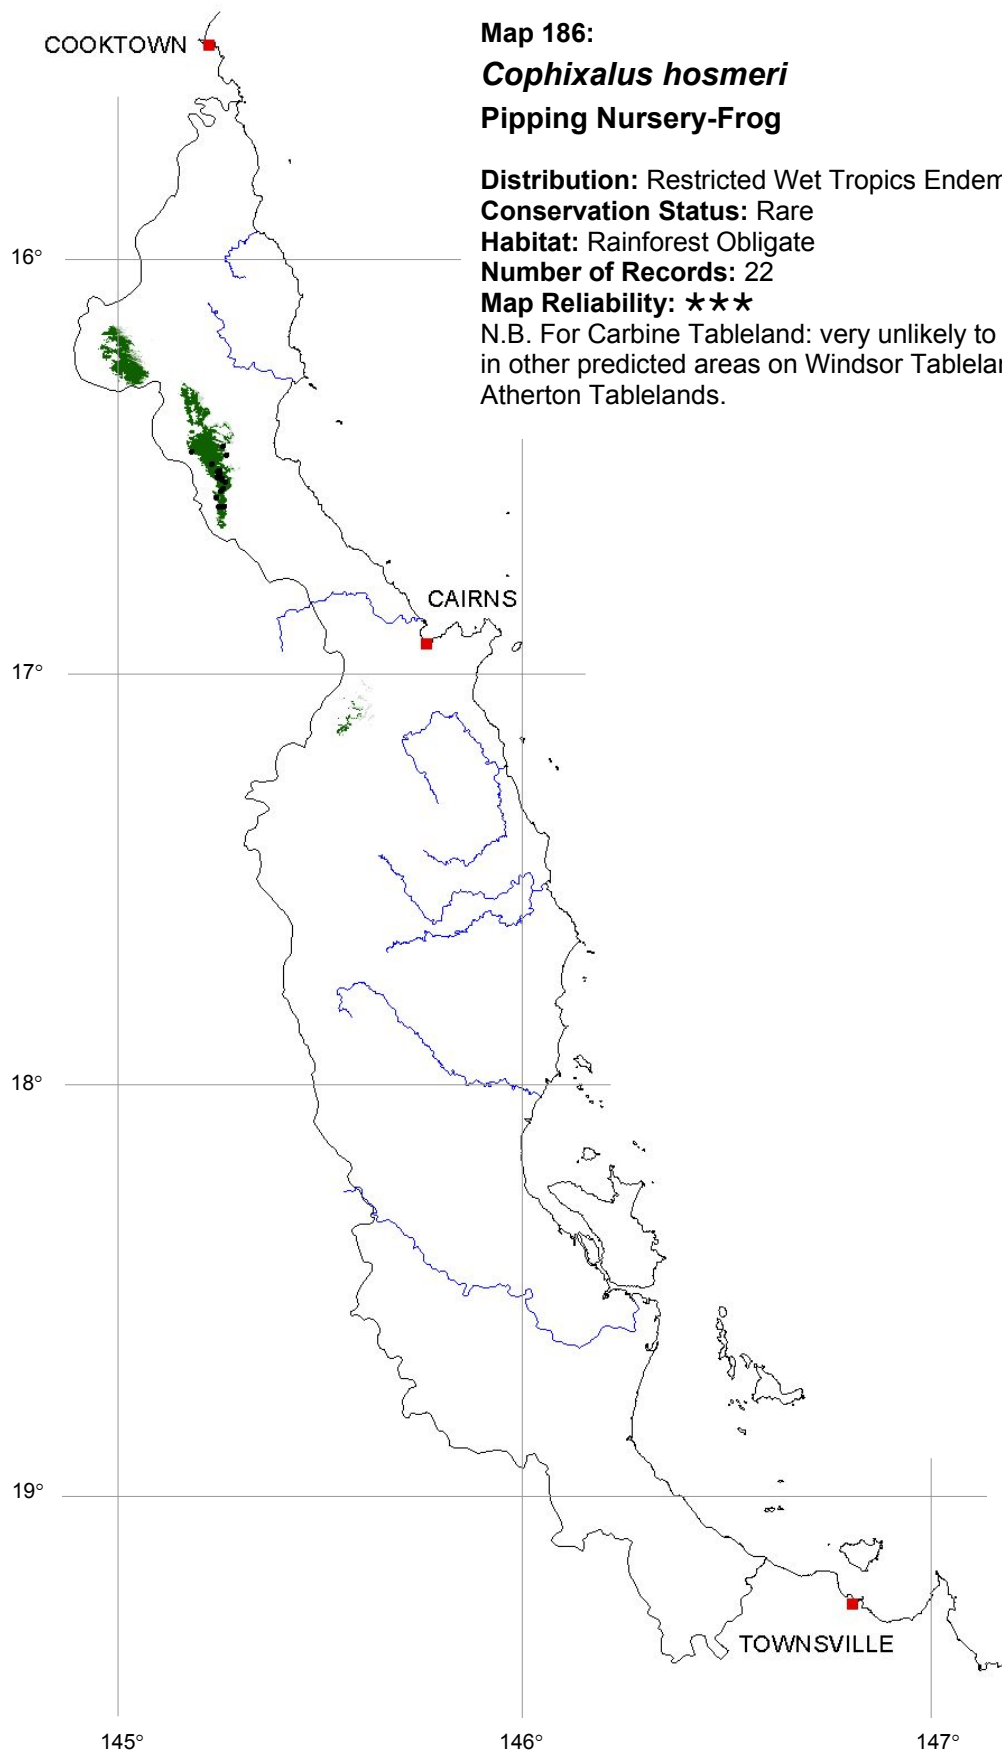 COOKTOWN
Map 186:
Cophixalus hosmeri
Pipping Nursery-Frog
Distribution: Restricted Wet Tropics Endem
Conservation Status: Rare
Habitat: Rainforest Obligate
Number of Records: 22
Map Reliability: ***
N.B. For Carbine Tableland: very unlikely to
in other predicted areas on Windsor Tablela
Atherton Tablelands.
16°
CAIRNS
17°
18°
19°
TOWNSVILLE
145°
146°
147°